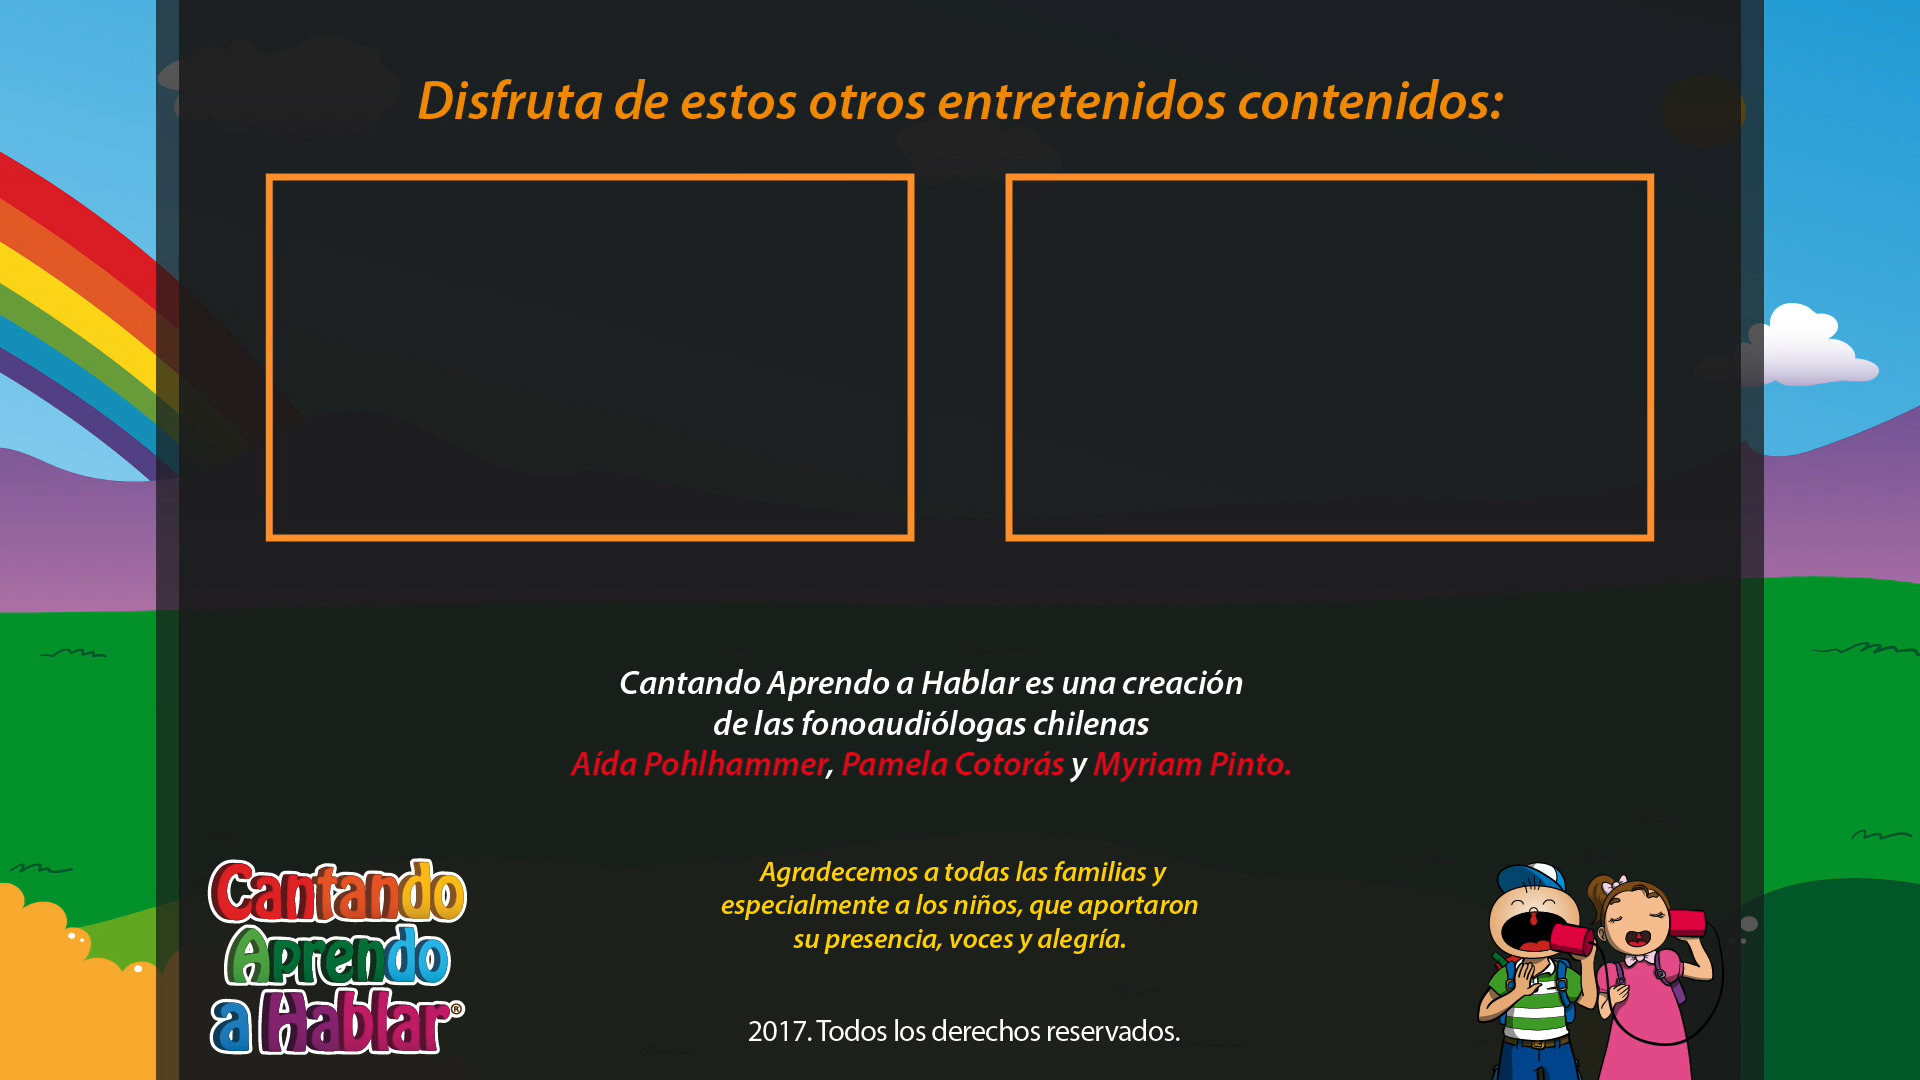 Disfruta de estos otros entretenidos contenidos:
Cantando Aprendo a Hablar es una creación
de las fonoaudiólogas chilenas
Aída Pohlhammer, Pamela Cotorás y Myriam Pinto.
Cantando
Aprendo
a Hablar®
Agradecemos a todas las familias y
especialmente a los niños, que aportaron
su presencia, voces y alegría.
2017. Todos los derechos reservados.